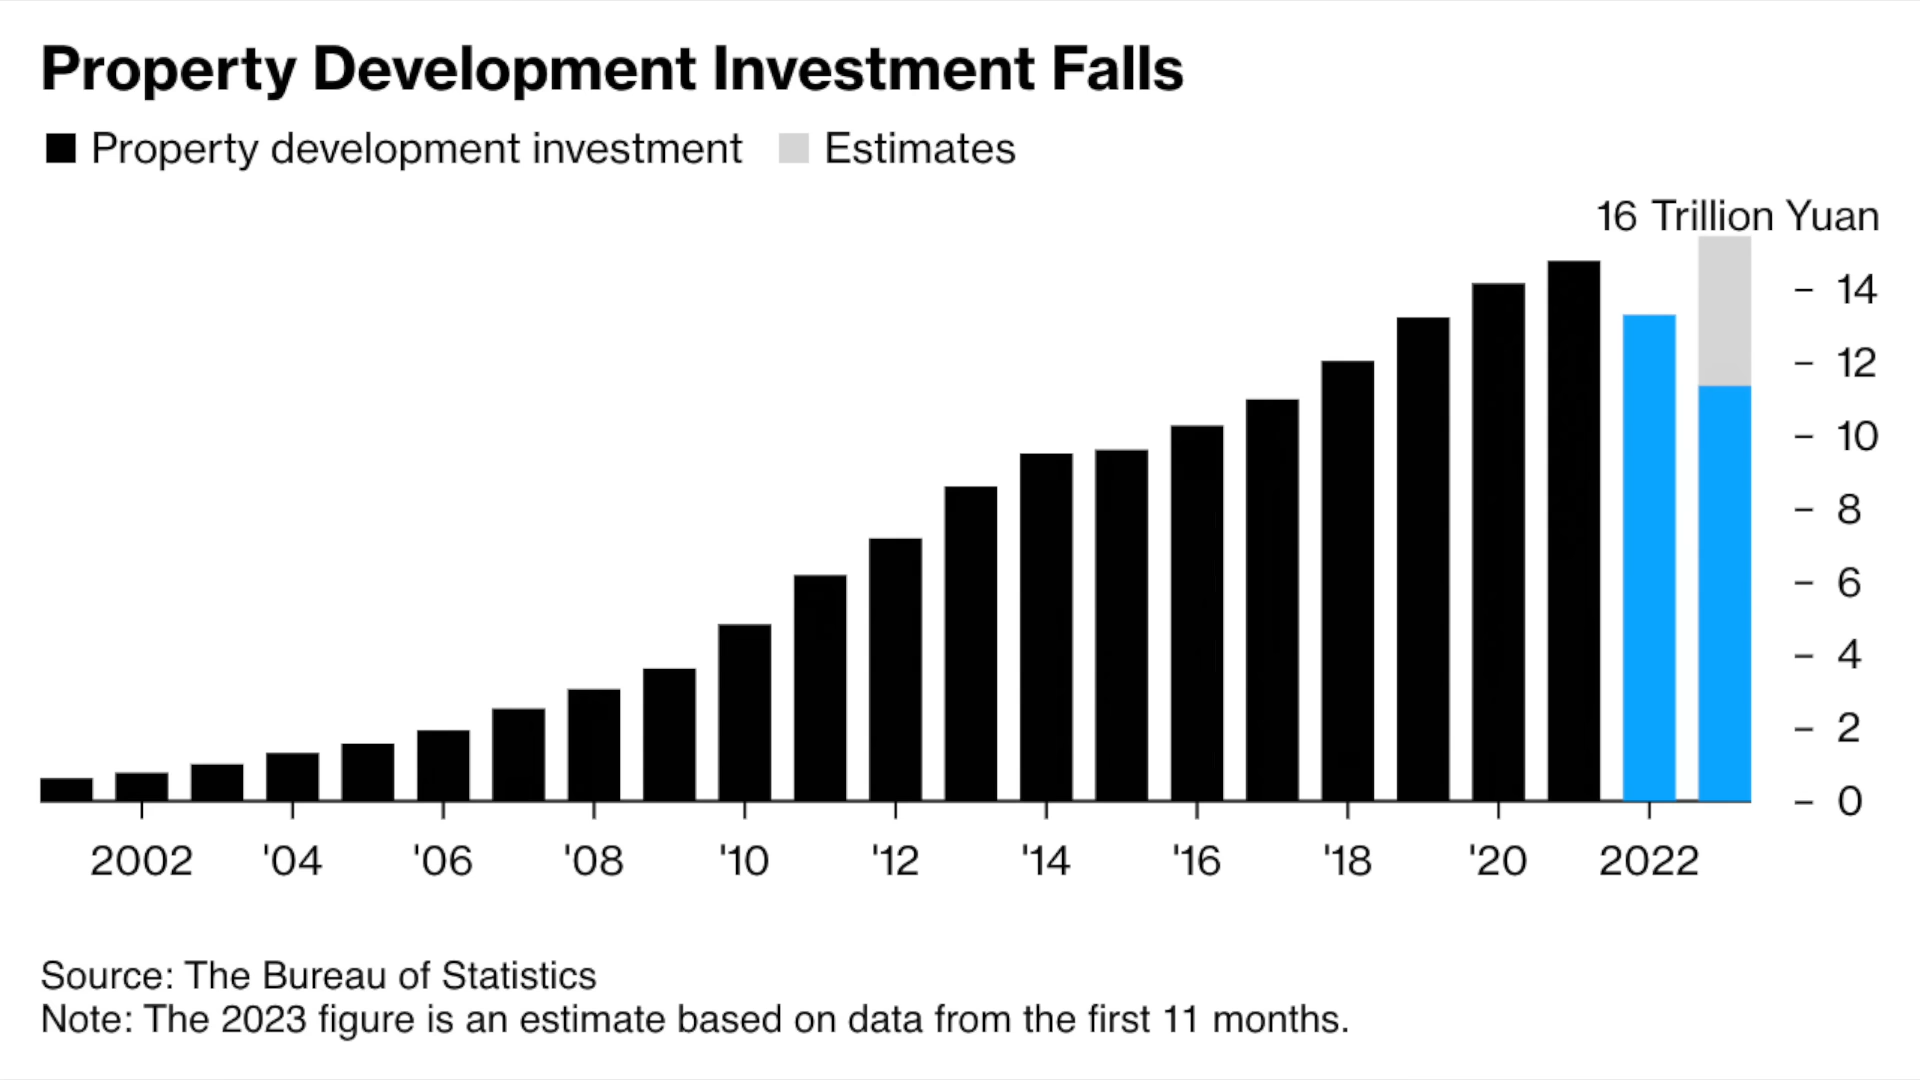 Property Development Investment Falls
Property development investment Estimates
16 Trillion Yuan
14
12
10
8
6
4
2
0
2002 '04 '06 '08 '10 '12 '14 '16 '18 '20 2022
Source: The Bureau of Statistics
Note: The 2023 figure is an estimate based on data from the first 11 months.